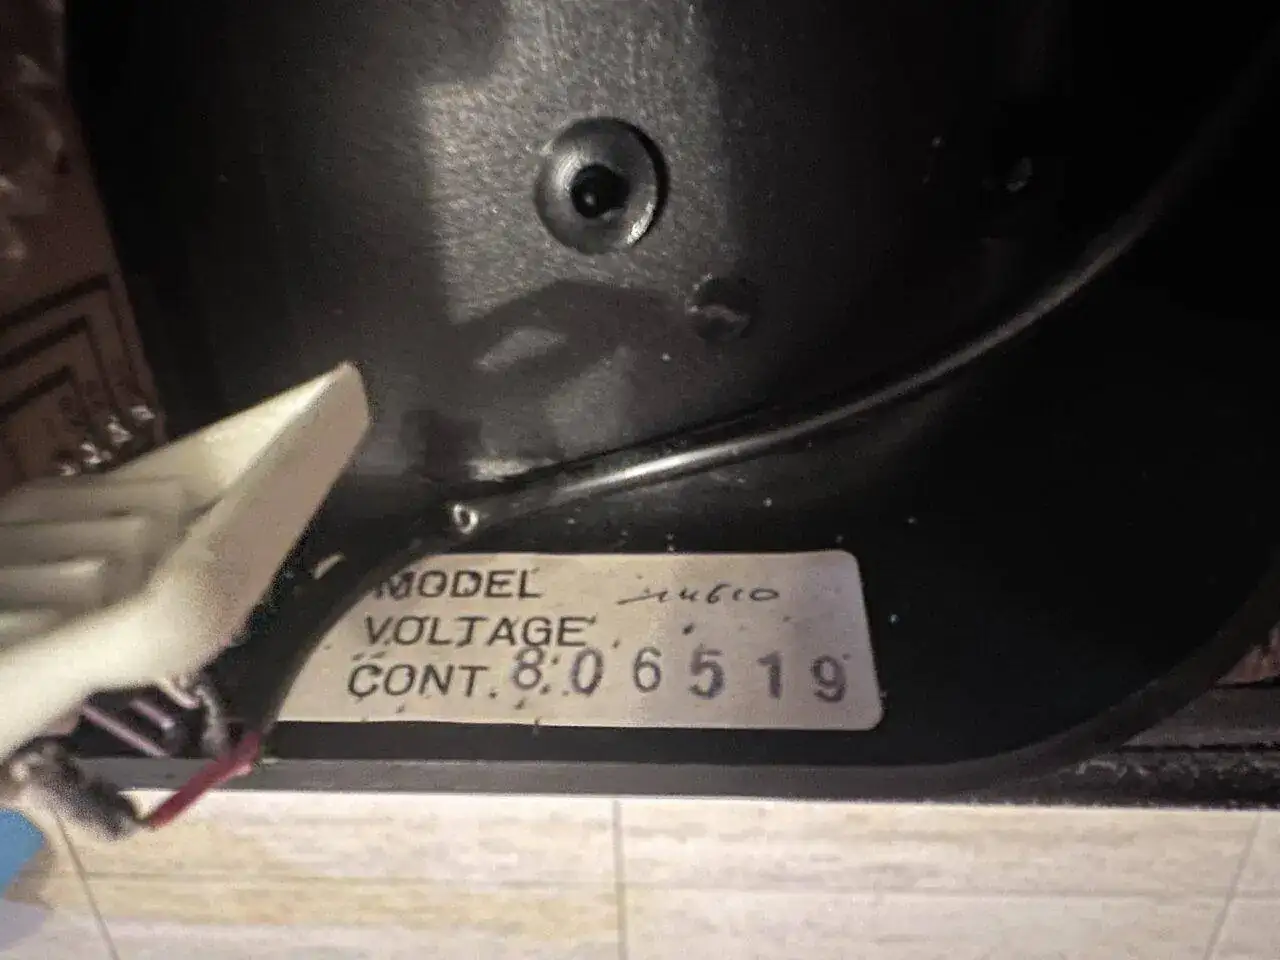 MODEL
VOLTAGE
CONT. 806519